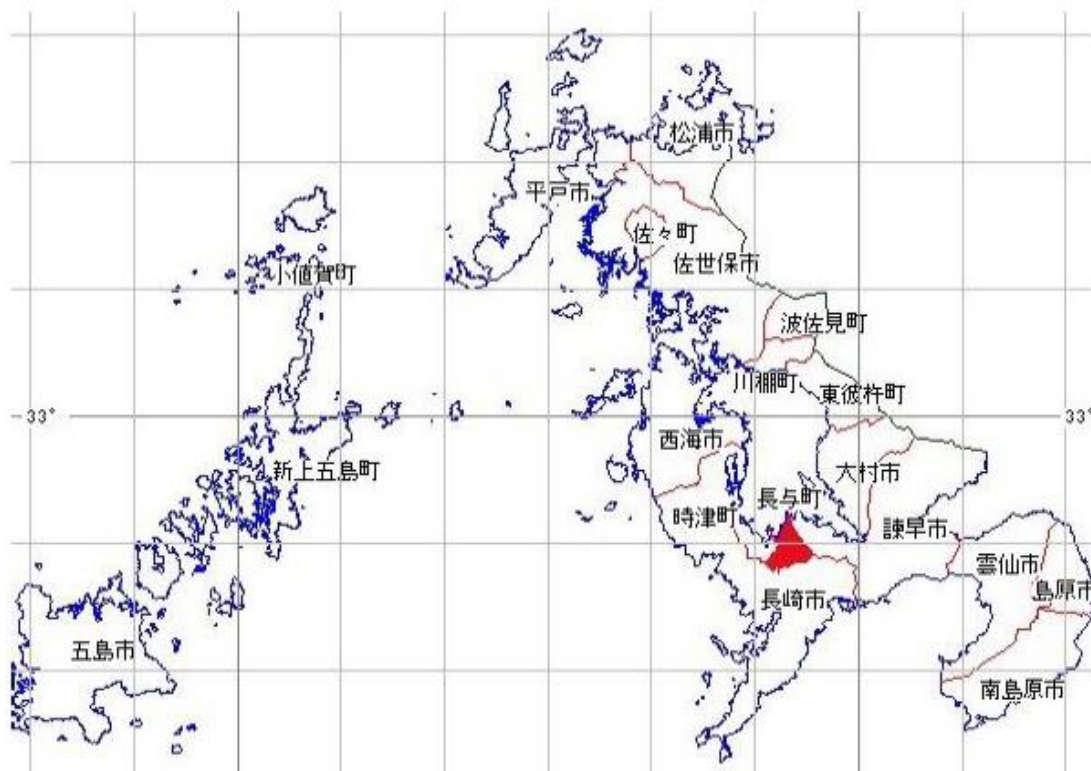 松浦市
平戸市
佐々町
佐世保市
小値賀町
波佐見町
川棚町
東彼杵町
33°
33°
西海市
新上五島町
大村市
長与町
時津町
諫早市
雲仙市
島原市
長崎市
五島市
南島原市